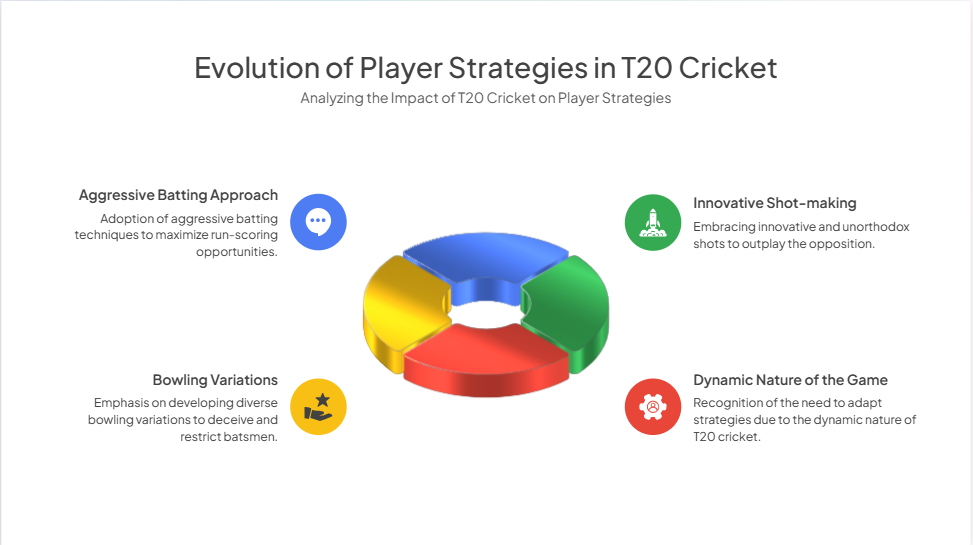 Evolution of Player Strategies in T20 Cricket
Analyzing the Impact of T20 Cricket on Player Strategies
Aggressive Batting Approach
Adoption of aggressive batting
techniques to maximize run-scoring
opportunities.
Innovative Shot-making
Embracing innovative and unorthodox
shots to outplay the opposition.
Bowling Variations
Emphasis on developing diverse
bowling variations to deceive and
restrict batsmen.
Dynamic Nature of the Game
Recognition of the need to adapt
strategies due to the dynamic nature of
T20 cricket.